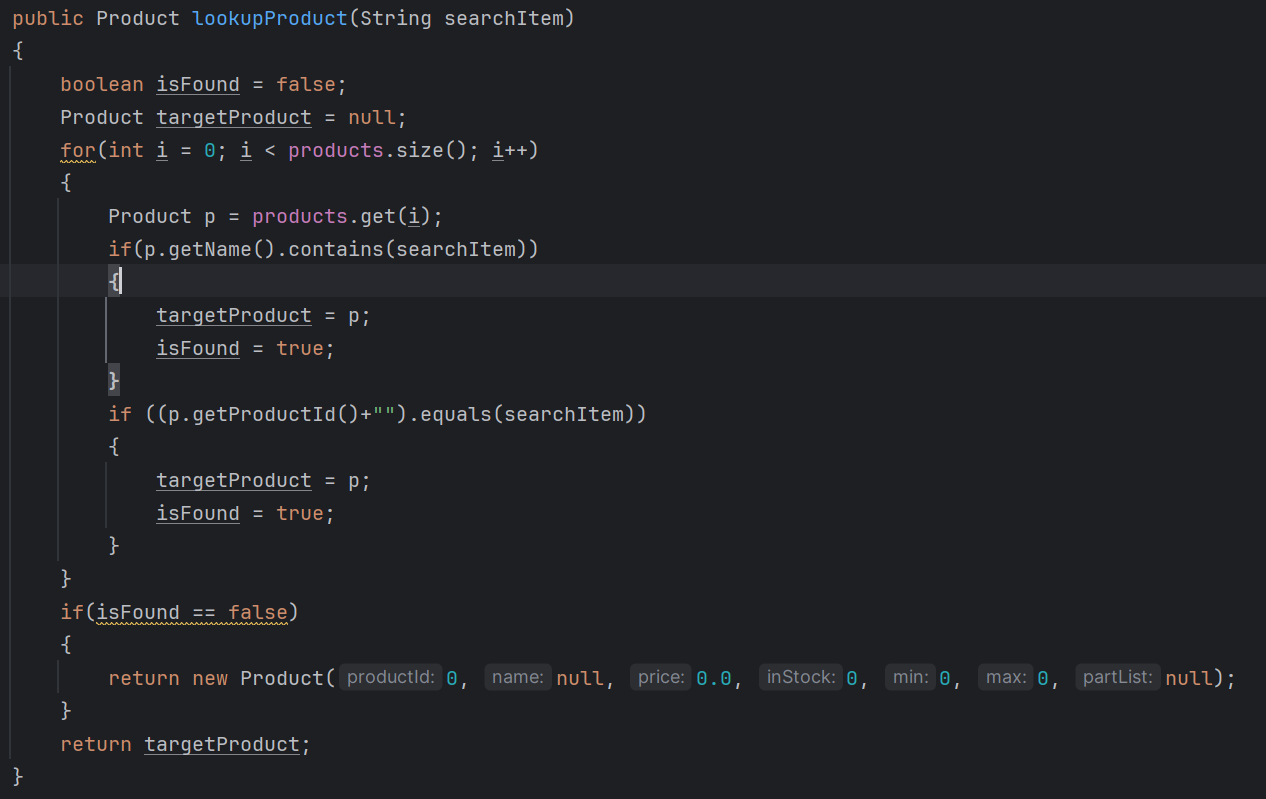 public Product lookupProduct(String searchItem)
{
    boolean isFound = false;
    Product targetProduct = null;
    for(int i = 0; i < products.size(); i++)
    {
        Product p = products.get(i);
        if(p.getName().contains(searchItem))
        {
            targetProduct = p;
            isFound = true;
        }
        if ((p.getProductId()+"").equals(searchItem))
        {
            targetProduct = p;
            isFound = true;
        }
    }
    if(isFound == false)
    {
        return new Product( productId: 0, name: null, price: 0.0, inStock: 0, min: 0, max: 0, partList: null);
    }
    return targetProduct;
}